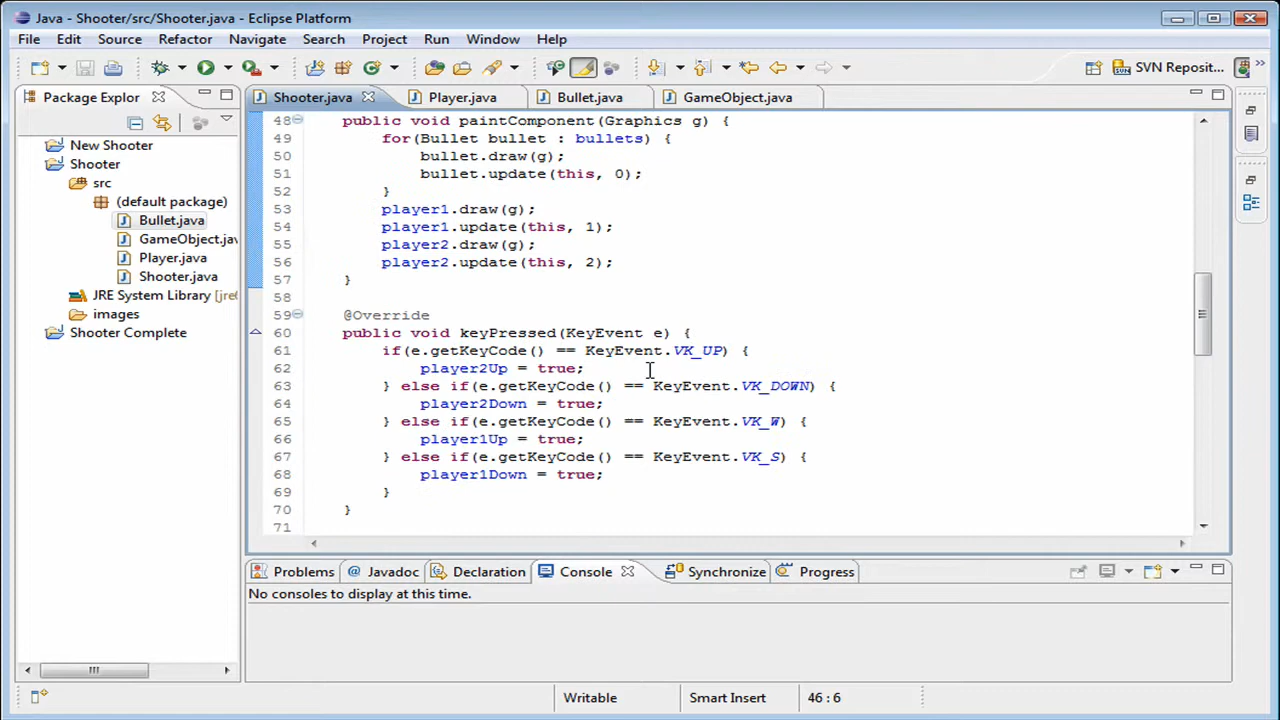 Java - Shooter/src/Shooter.java - Eclipse Platform
File Edit Source Refactor Navigate Search Project Run Window Help
SVN Reposit...
Package Explor
Shooter.java Player.java Bullet.java GameObject.java
New Shooter
Shooter
src
(default package)
Bullet.java
GameObject.jav
Player.java
Shooter.java
JRE System Library [jre6
images
Shooter Complete
48 public void paintComponent(Graphics g) {
49 for(Bullet bullet : bullets) {
50 bullet.draw(g);
51 bullet.update(this, 0);
52 }
53 player1.draw(g);
54 player1.update(this, 1);
55 player2.draw(g);
56 player2.update(this, 2);
57 }
58
59 @Override
60 public void keyPressed(KeyEvent e) {
61 if(e.getKeyCode() == KeyEvent.VK_UP) {
62 player2Up = true;
63 } else if(e.getKeyCode() == KeyEvent.VK_DOWN) {
64 player2Down = true;
65 } else if(e.getKeyCode() == KeyEvent.VK_W) {
66 player1Up = true;
67 } else if(e.getKeyCode() == KeyEvent.VK_S) {
68 player1Down = true;
69 }
70 }
71
Problems @ Javadoc Declaration Console Synchronize Progress
No consoles to display at this time.
Writable Smart Insert 46 : 6